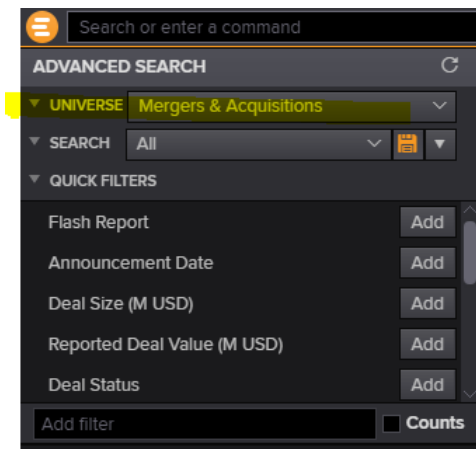 Search or enter a command
ADVANCED SEARCH
UNIVERSE Mergers & Acquisitions
SEARCH All
QUICK FILTERS
Flash Report Add
Announcement Date Add
Deal Size (M USD) Add
Reported Deal Value (M USD) Add
Deal Status Add
Add filter Counts